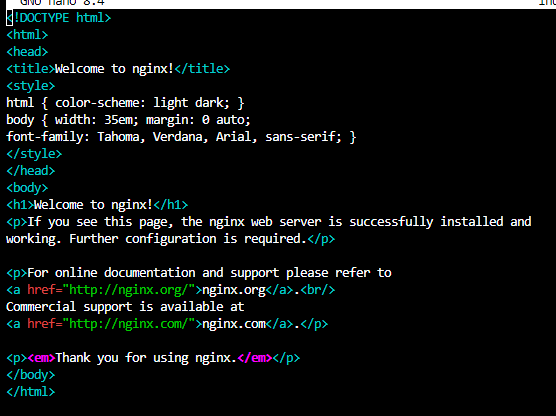 GNU nano 8.4
<!DOCTYPE html>
<html>
<head>
<title>Welcome to nginx!</title>
<style>
html { color-scheme: light dark; }
body { width: 35em; margin: 0 auto;
font-family: Tahoma, Verdana, Arial, sans-serif; }
</style>
</head>
<body>
<h1>Welcome to nginx!</h1>
<p>If you see this page, the nginx web server is successfully installed and
working. Further configuration is required.</p>

<p>For online documentation and support please refer to
<a href="http://nginx.org/">nginx.org</a>.<br/>
Commercial support is available at
<a href="http://nginx.com/">nginx.com</a>.</p>

<p><em>Thank you for using nginx.</em></p>
</body>
</html>